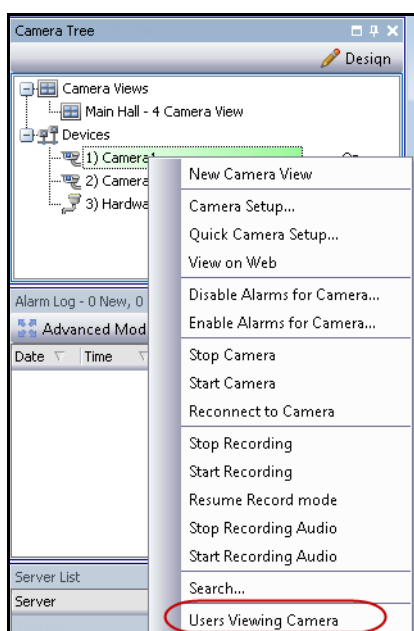 Camera Tree
Design
Camera Views
Main Hall - 4 Camera View
Devices
1) Camera1
2) Camera
3) Hardwa
New Camera View
Camera Setup...
Quick Camera Setup...
View on Web
Disable Alarms for Camera...
Enable Alarms for Camera...
Stop Camera
Start Camera
Reconnect to Camera
Stop Recording
Start Recording
Resume Record mode
Stop Recording Audio
Start Recording Audio
Search...
Users Viewing Camera
Alarm Log - 0 New, 0
Advanced Mod
Date Time
Server List
Server